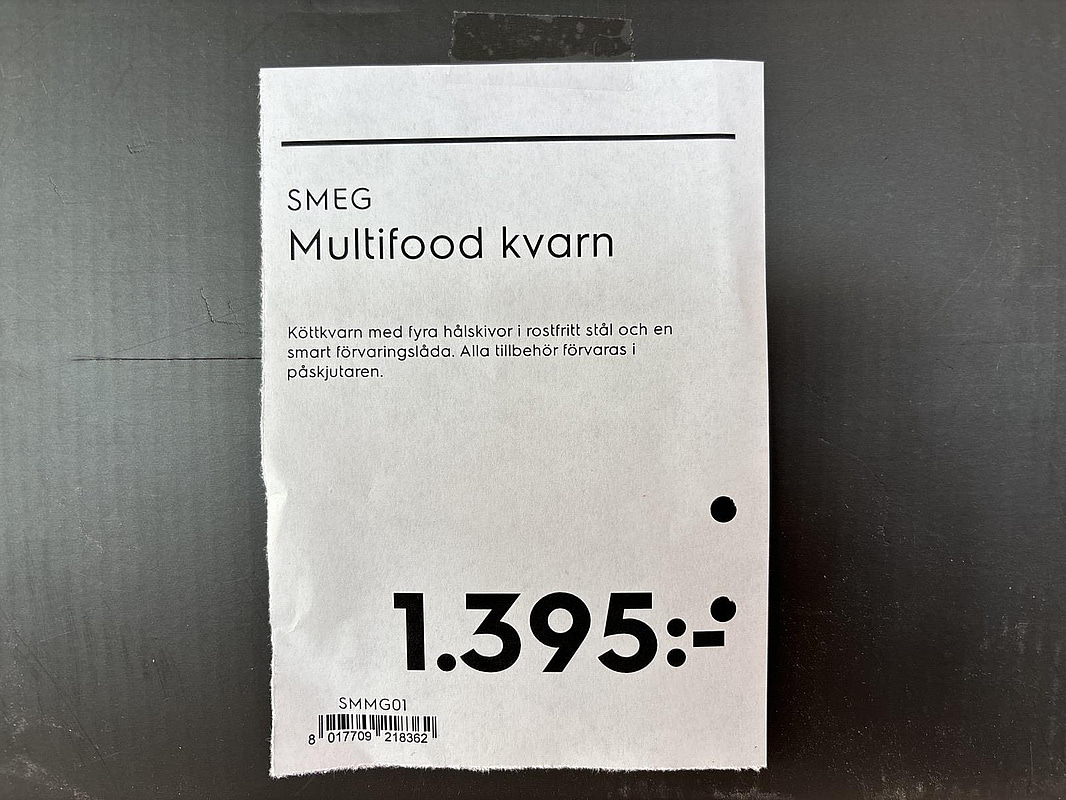 SMEG
Multifood kvarn
Köttkvarn med fyra hålskivor i rostfritt stål och en
smart förvaringslåda. Alla tillbehör förvaras i
påskjutaren.
1.395:-
SMMG01
8 017709 218362